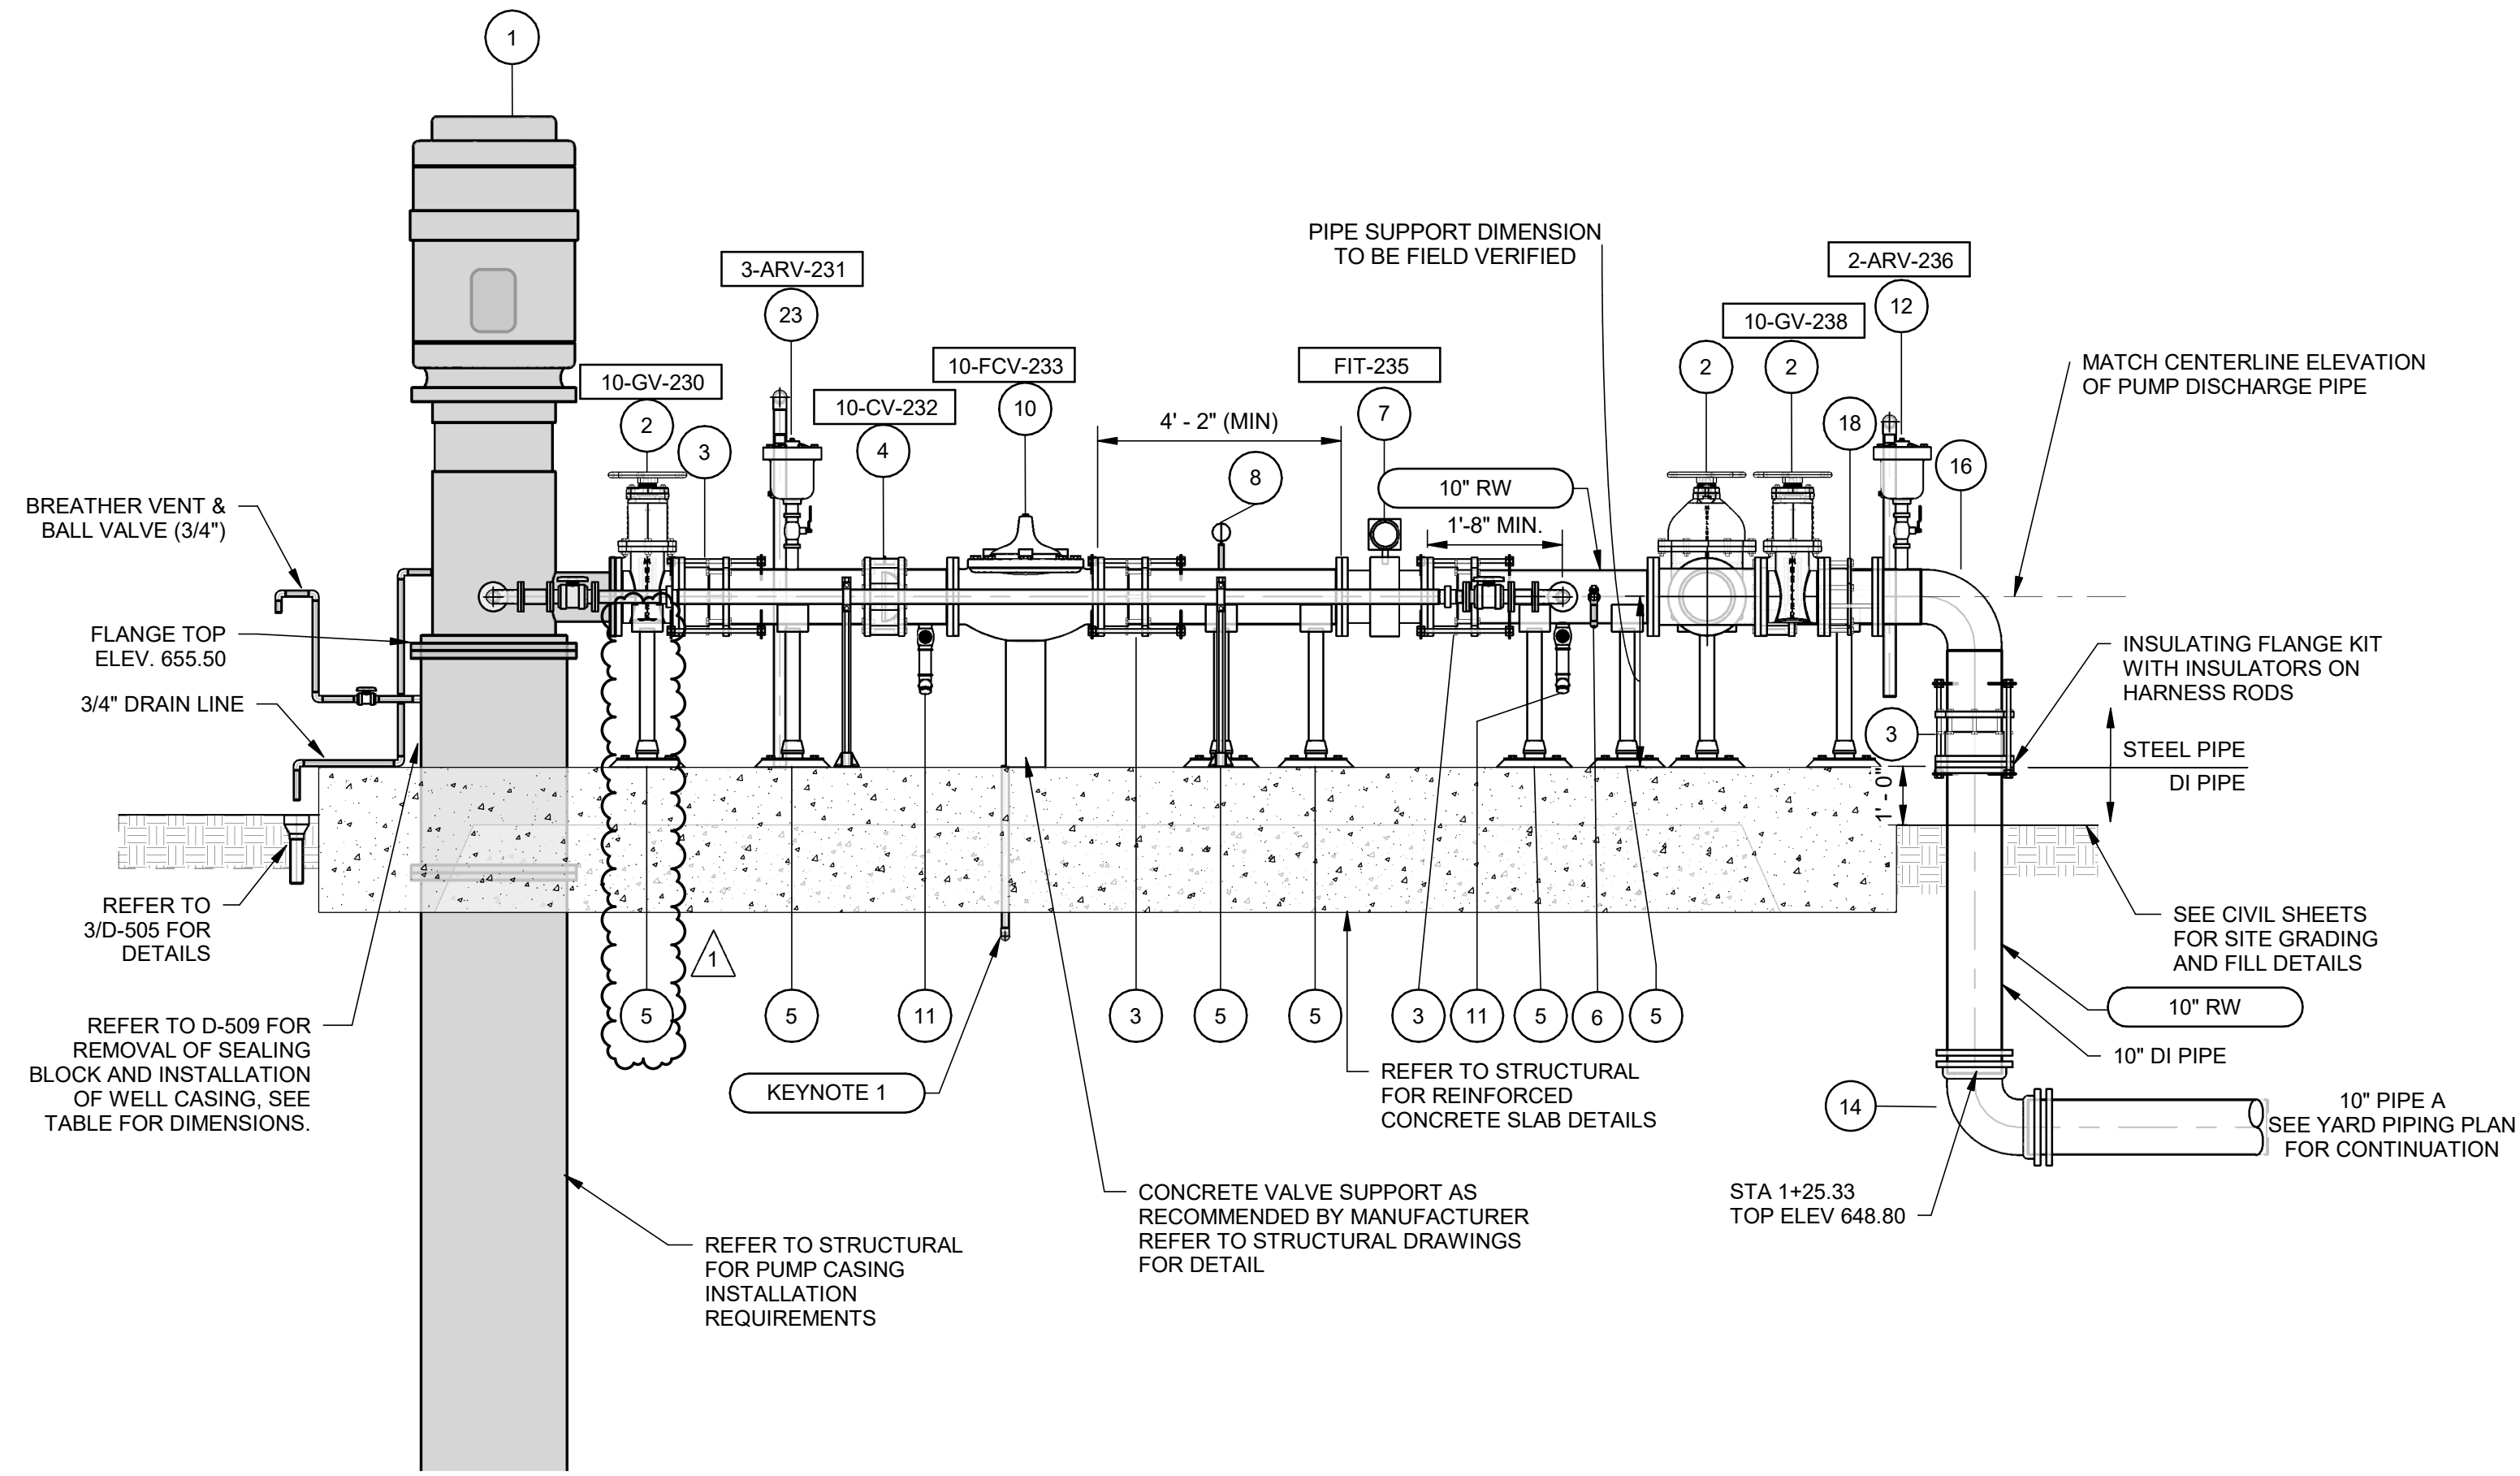 1
PIPE SUPPORT DIMENSION
TO BE FIELD VERIFIED
2-ARV-236
3-ARV-231
12
23
10-GV-238
10-FCV-233
FIT-235
2
2
MATCH CENTERLINE ELEVATION
OF PUMP DISCHARGE PIPE
10-GV-230
10-CV-232
10
7
4' - 2" (MIN)
2
3
4
18
8
16
10" RW
1'-8" MIN.
BREATHER VENT &
BALL VALVE (3/4")
FLANGE TOP
ELEV. 655.50
3/4" DRAIN LINE
INSULATING FLANGE KIT
WITH INSULATORS ON
HARNESS RODS
3
STEEL PIPE
DI PIPE
1' - 0"
REFER TO
3/D-505 FOR
DETAILS
SEE CIVIL SHEETS
FOR SITE GRADING
AND FILL DETAILS
1
5
5
11
3
5
5
3
11
5
6
5
10" RW
10" DI PIPE
REFER TO D-509 FOR
REMOVAL OF SEALING
BLOCK AND INSTALLATION
OF WELL CASING, SEE
TABLE FOR DIMENSIONS.
KEYNOTE 1
REFER TO STRUCTURAL
FOR REINFORCED
CONCRETE SLAB DETAILS
14
10" PIPE A
SEE YARD PIPING PLAN
FOR CONTINUATION
CONCRETE VALVE SUPPORT AS
RECOMMENDED BY MANUFACTURER
REFER TO STRUCTURAL DRAWINGS
FOR DETAIL
STA 1+25.33
TOP ELEV 648.80
REFER TO STRUCTURAL
FOR PUMP CASING
INSTALLATION
REQUIREMENTS